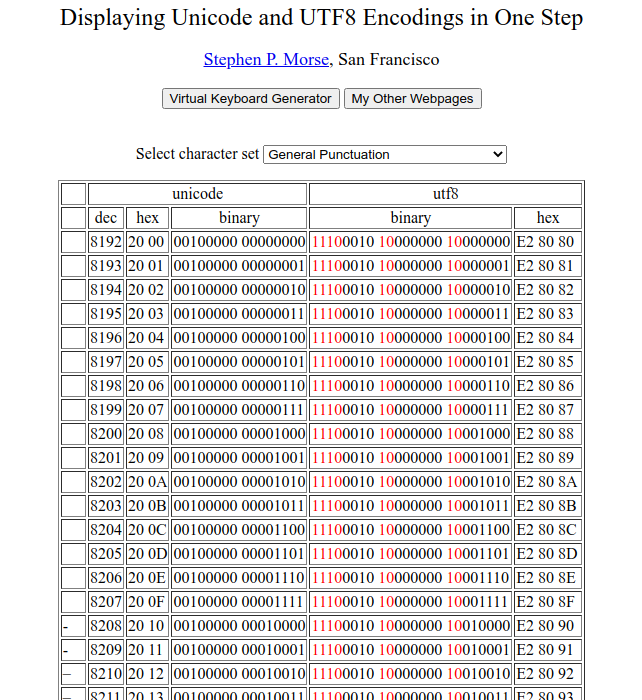 Displaying Unicode and UTF8 Encodings in One Step
Stephen P. Morse, San Francisco
Virtual Keyboard Generator My Other Webpages
Select character set General Punctuation
unicode utf8
dec hex binary binary hex
8192 20 00 00100000 00000000 11100010 10000000 10000000 E2 80 80
8193 20 01 00100000 00000001 11100010 10000000 10000001 E2 80 81
8194 20 02 00100000 00000010 11100010 10000000 10000010 E2 80 82
8195 20 03 00100000 00000011 11100010 10000000 10000011 E2 80 83
8196 20 04 00100000 00000100 11100010 10000000 10000100 E2 80 84
8197 20 05 00100000 00000101 11100010 10000000 10000101 E2 80 85
8198 20 06 00100000 00000110 11100010 10000000 10000110 E2 80 86
8199 20 07 00100000 00000111 11100010 10000000 10000111 E2 80 87
8200 20 08 00100000 00001000 11100010 10000000 10001000 E2 80 88
8201 20 09 00100000 00001001 11100010 10000000 10001001 E2 80 89
8202 20 0A 00100000 00001010 11100010 10000000 10001010 E2 80 8A
8203 20 0B 00100000 00001011 11100010 10000000 10001011 E2 80 8B
8204 20 0C 00100000 00001100 11100010 10000000 10001100 E2 80 8C
8205 20 0D 00100000 00001101 11100010 10000000 10001101 E2 80 8D
8206 20 0E 00100000 00001110 11100010 10000000 10001110 E2 80 8E
8207 20 0F 00100000 00001111 11100010 10000000 10001111 E2 80 8F
‐ 8208 20 10 00100000 00010000 11100010 10000000 10010000 E2 80 90
‑ 8209 20 11 00100000 00010001 11100010 10000000 10010001 E2 80 91
‒ 8210 20 12 00100000 00010010 11100010 10000000 10010010 E2 80 92
– 8211 20 13 00100000 00010011 11100010 10000000 10010011 E2 80 93